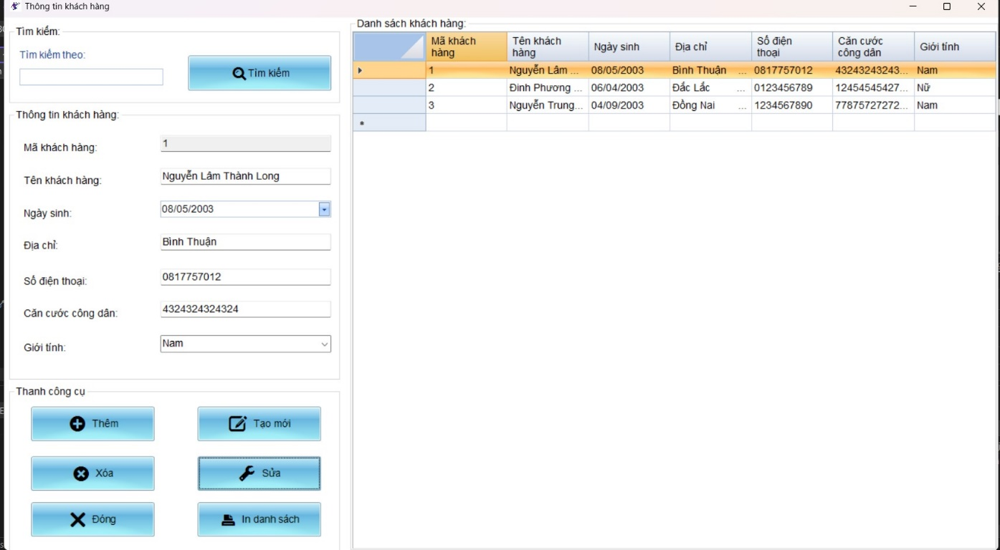 Thông tin khách hàng
Tìm kiếm:
Tìm kiếm theo:
Tìm kiếm
Thông tin khách hàng:
Mã khách hàng:
1
Tên khách hàng:
Nguyễn Lâm Thành Long
Ngày sinh:
08/05/2003
Địa chỉ:
Bình Thuận
Số điện thoại:
0817757012
Căn cước công dân:
4324324324324
Giới tính:
Nam
Thanh công cụ
Thêm
Tạo mới
Xóa
Sửa
Đóng
In danh sách
Danh sách khách hàng:
Mã khách hàng Tên khách hàng Ngày sinh Địa chỉ Số điện thoại Căn cước công dân Giới tính
1 Nguyễn Lâm ... 08/05/2003 Bình Thuận ... 0817757012 43243243243... Nam
2 Đinh Phương ... 06/04/2003 Đắc Lắc ... 0123456789 12454545427... Nữ
3 Nguyễn Trung... 04/09/2003 Đồng Nai ... 1234567890 77875727272... Nam